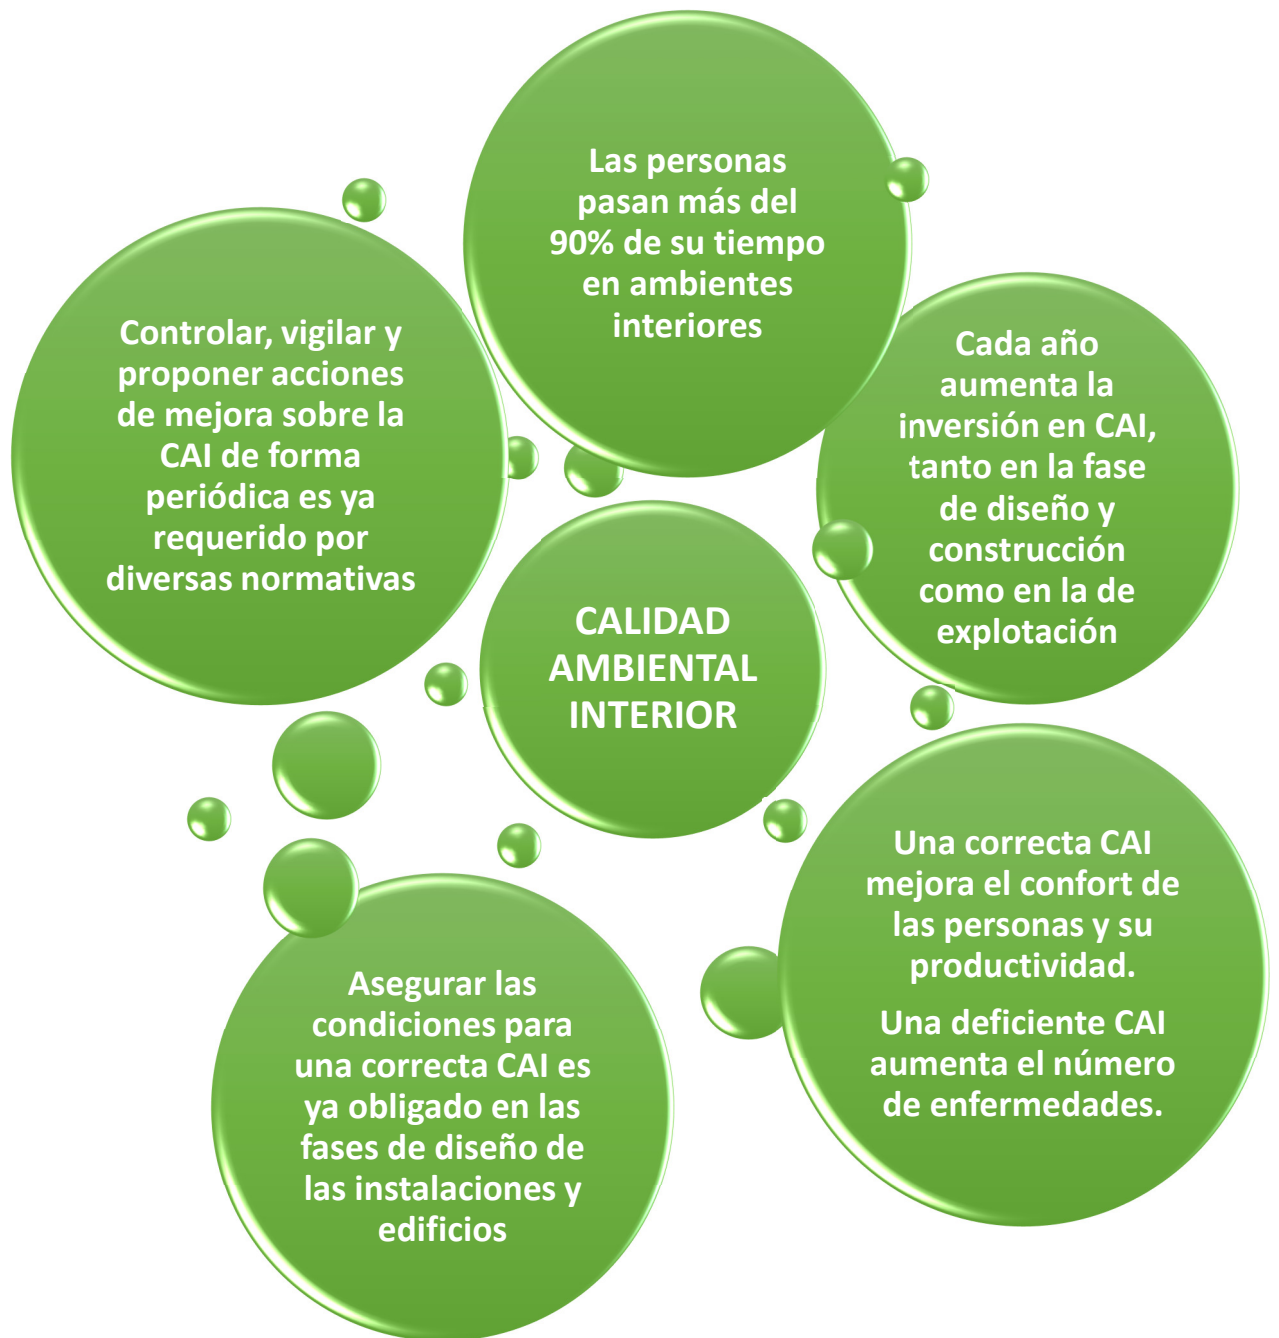 Las personas
pasan más del
90% de su tiempo
en ambientes
interiores
Controlar, vigilar y
proponer acciones
de mejora sobre la
CAI de forma
periódica es ya
requerido por
diversas normativas
Cada año
aumenta la
inversión en CAI,
tanto en la fase
de diseño y
construcción
como en la de
explotación
CALIDAD
AMBIENTAL
INTERIOR
Una correcta CAI
mejora el confort de
las personas y su
productividad.
Una deficiente CAI
aumenta el número
de enfermedades.
Asegurar las
condiciones para
una correcta CAI es
ya obligado en las
fases de diseño de
las instalaciones y
edificios